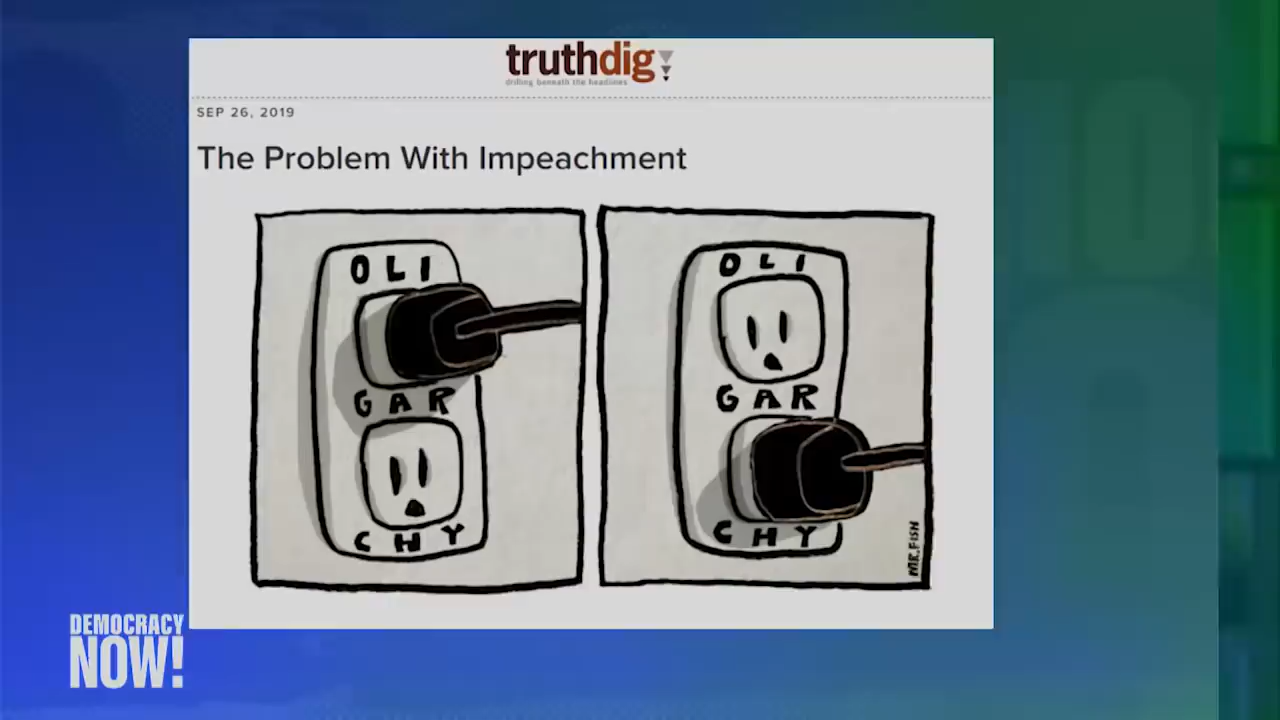 truthdig
drilling beneath the headlines
SEP 26, 2019
The Problem With Impeachment
OLI
GAR
CHY
OLI
GAR
CHY
MR. FISH
DEMOCRACY
NOW!